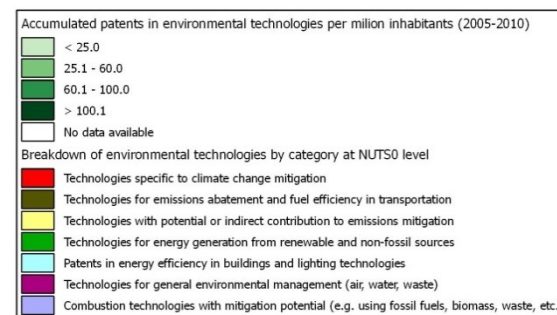 Accumulated patents in environmental technologies per milion inhabitants (2005-2010)
< 25.0
25.1 - 60.0
60.1 - 100.0
> 100.1
No data available
Breakdown of environmental technologies by category at NUTS0 level
Technologies specific to climate change mitigation
Technologies for emissions abatement and fuel efficiency in transportation
Technologies with potential or indirect contribution to emissions mitigation
Technologies for energy generation from renewable and non-fossil sources
Patents in energy efficiency in buildings and lighting technologies
Technologies for general environmental management (air, water, waste)
Combustion technologies with mitigation potential (e.g. using fossil fuels, biomass, waste, etc.